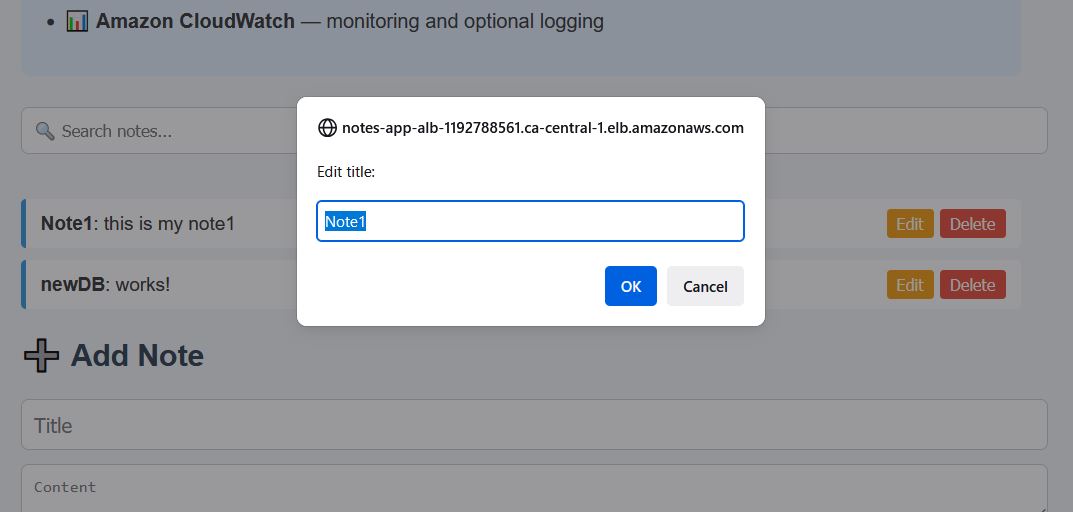 • 📊 Amazon CloudWatch — monitoring and optional logging
🔍 Search notes...
notes-app-alb-1192788561.ca-central-1.elb.amazonaws.com
Edit title:
Note1
OK Cancel
Note1: this is my note1 Edit Delete
newDB: works! Edit Delete
➕ Add Note
Title
Content